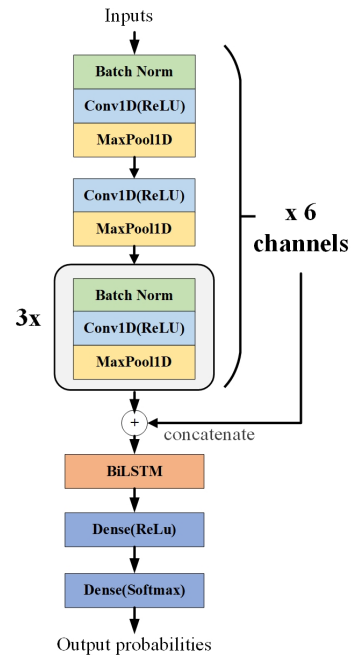 Inputs
Batch Norm
Conv1D(ReLU)
MaxPool1D
Conv1D(ReLU)
MaxPool1D
x 6
channels
3x
Batch Norm
Conv1D(ReLU)
MaxPool1D
+
concatenate
BiLSTM
Dense(ReLu)
Dense(Softmax)
Output probabilities